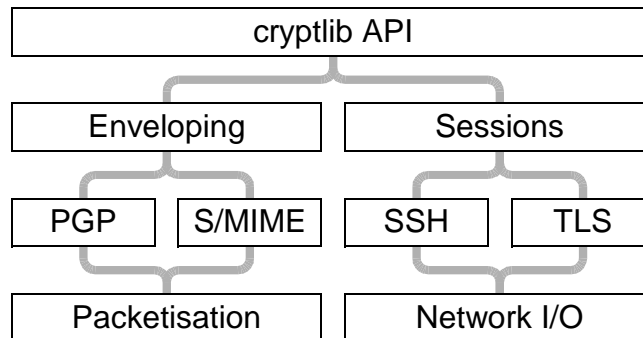 cryptlib API
Enveloping
Sessions
PGP
S/MIME
SSH
TLS
Packetisation
Network I/O